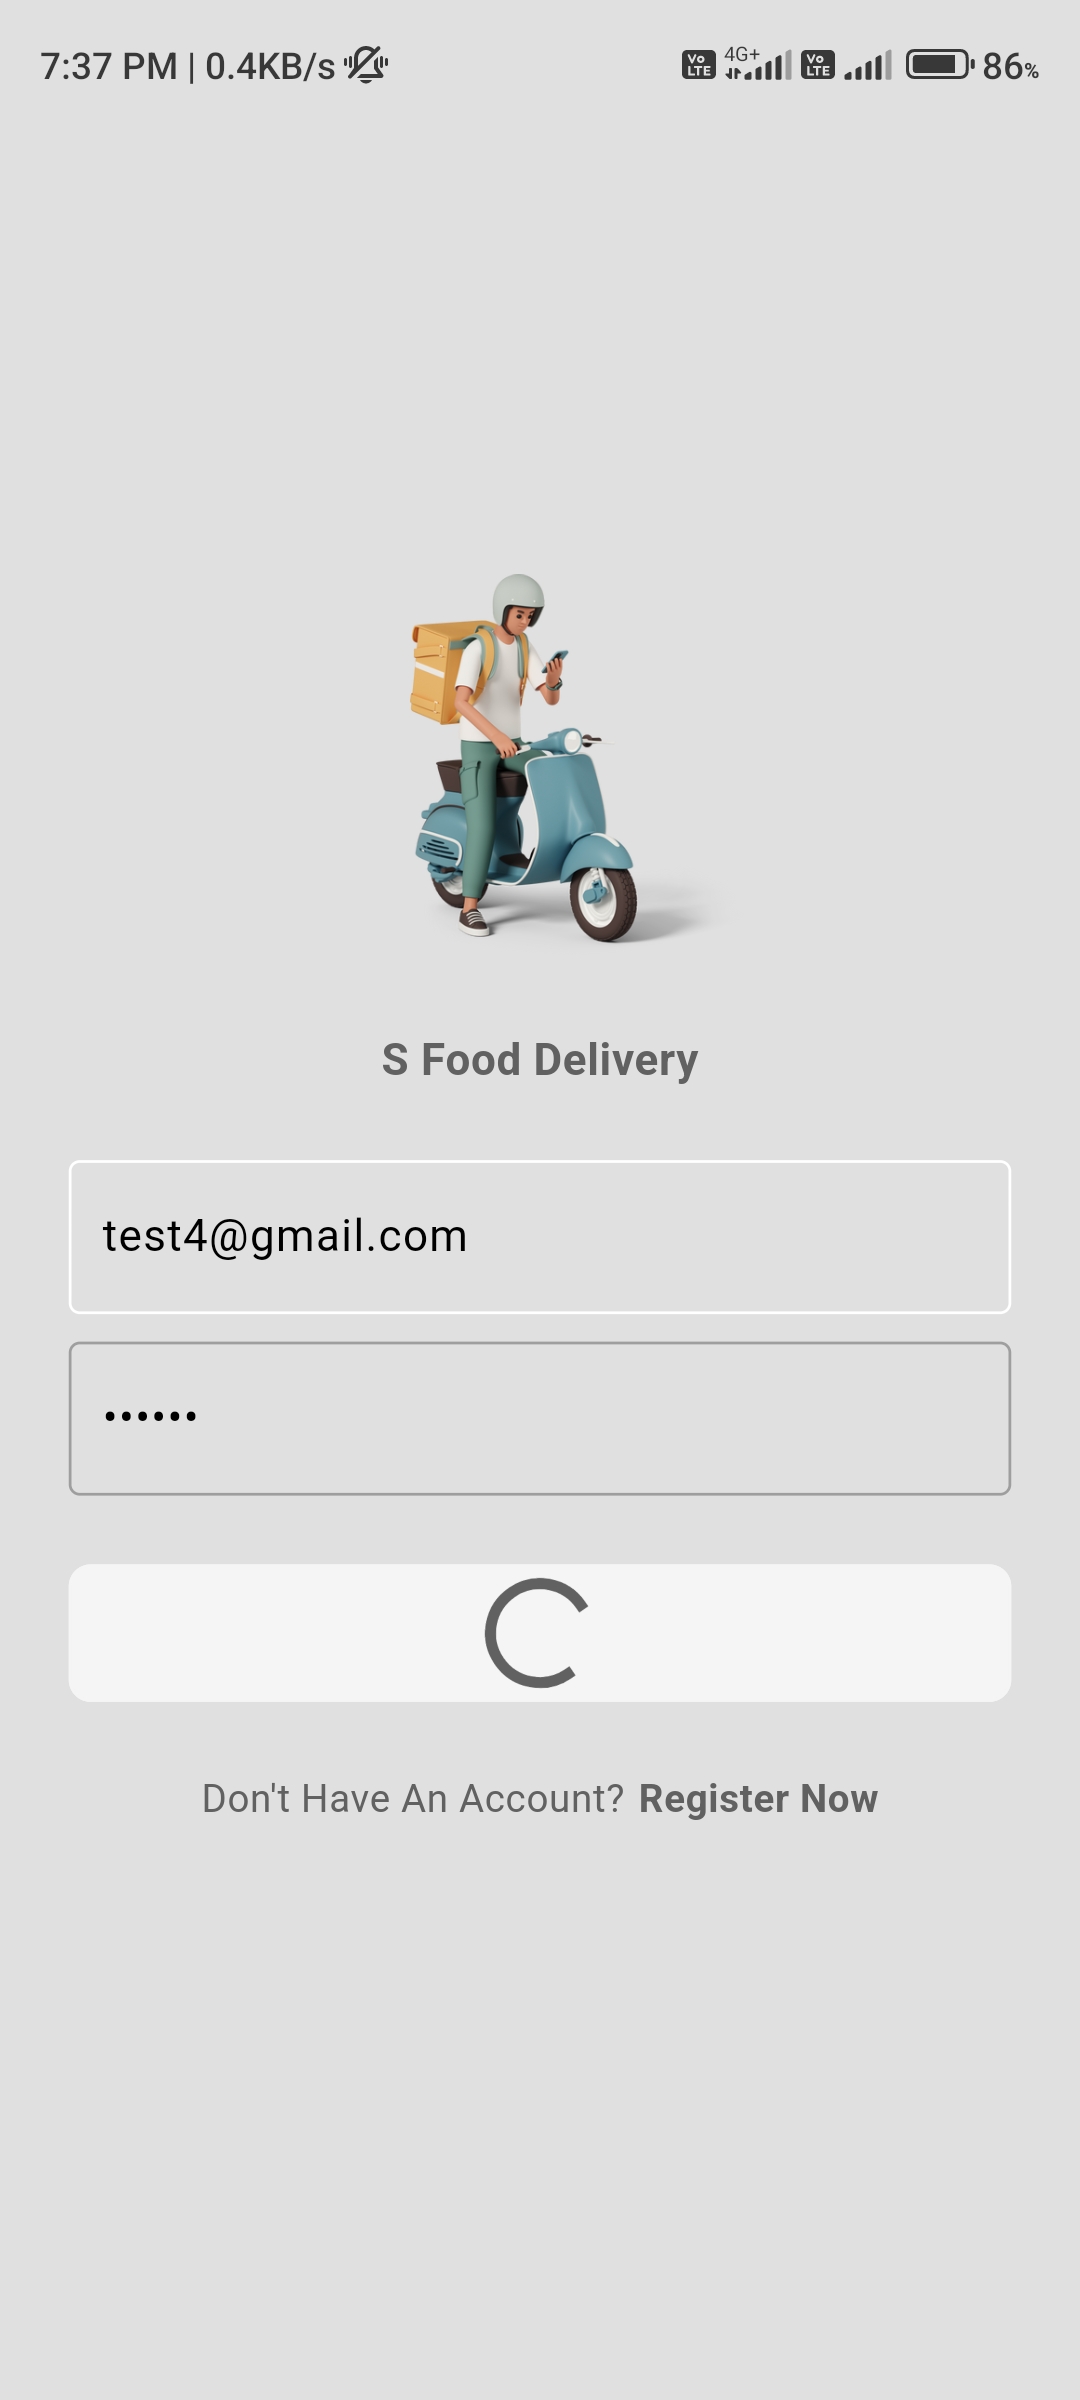 7:37 PM | 0.4KB/s Vo LTE 4G+ Vo LTE 86%
S Food Delivery
test4@gmail.com
••••••
Don't Have An Account? Register Now